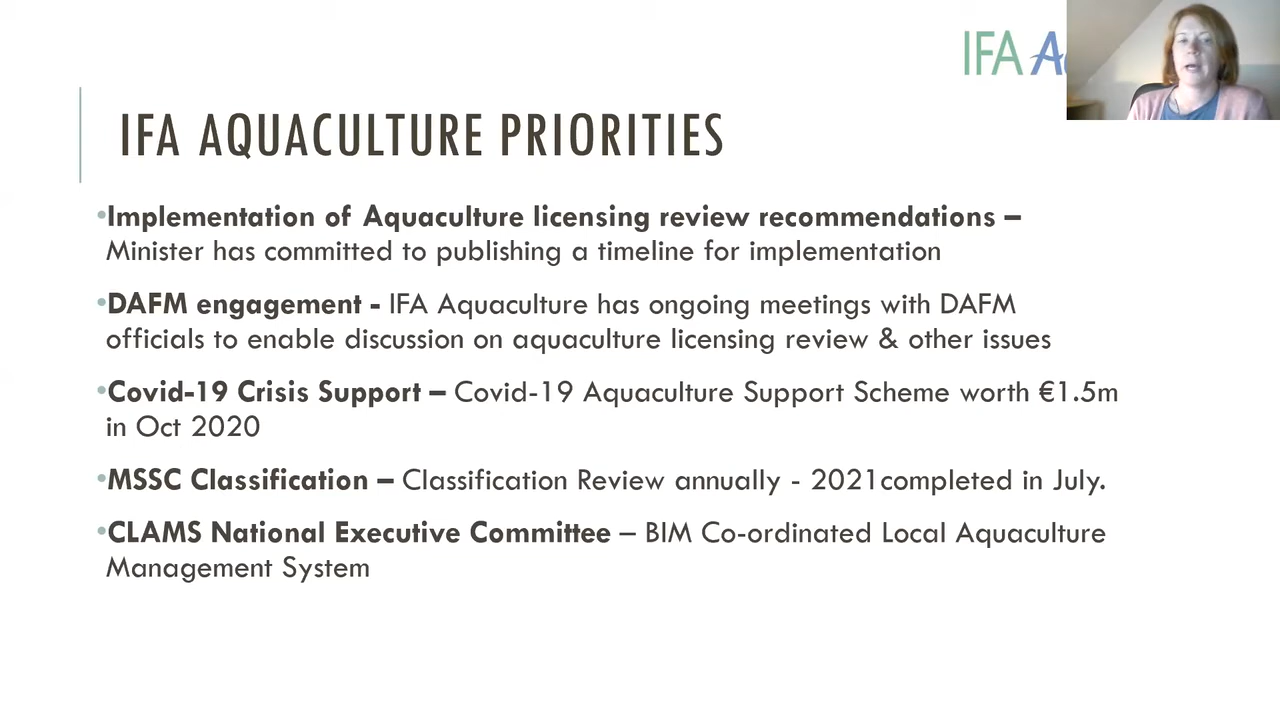 IFA
IFA AQUACULTURE PRIORITIES
•Implementation of Aquaculture licensing review recommendations –
Minister has committed to publishing a timeline for implementation
•DAFM engagement - IFA Aquaculture has ongoing meetings with DAFM
officials to enable discussion on aquaculture licensing review & other issues
•Covid-19 Crisis Support – Covid-19 Aquaculture Support Scheme worth €1.5m
in Oct 2020
•MSSC Classification – Classification Review annually - 2021completed in July.
•CLAMS National Executive Committee – BIM Co-ordinated Local Aquaculture
Management System